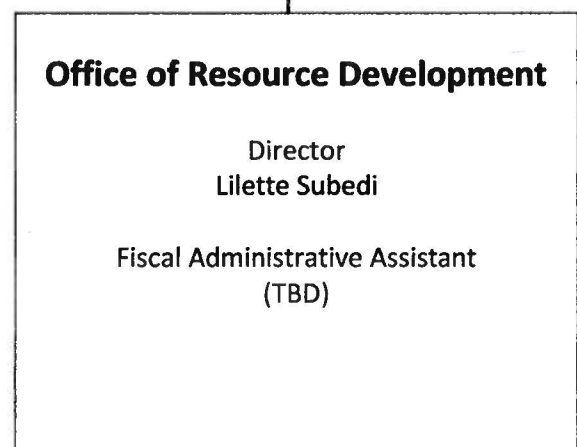 Office of Resource Development
Director
Lilette Subedi
Fiscal Administrative Assistant
(TBD)